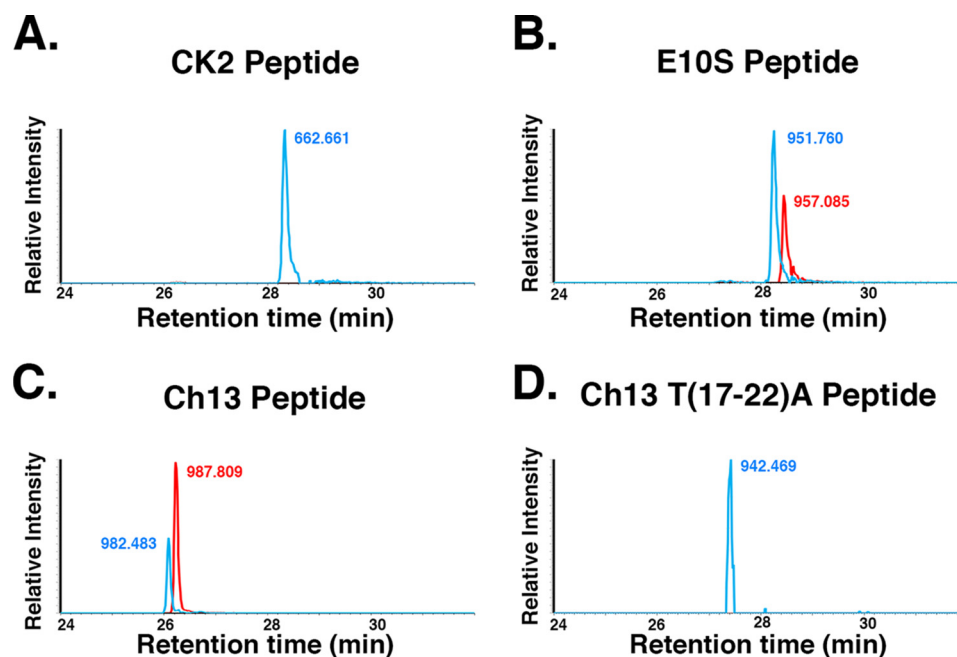 A.
CK2 Peptide
Relative Intensity
662.661
24 26 28 30
Retention time (min)
B.
E10S Peptide
Relative Intensity
951.760
957.085
24 26 28 30
Retention time (min)
C.
Ch13 Peptide
Relative Intensity
987.809
982.483
24 26 28 30
Retention time (min)
D.
Ch13 T(17-22)A Peptide
Relative Intensity
942.469
24 26 28 30
Retention time (min)